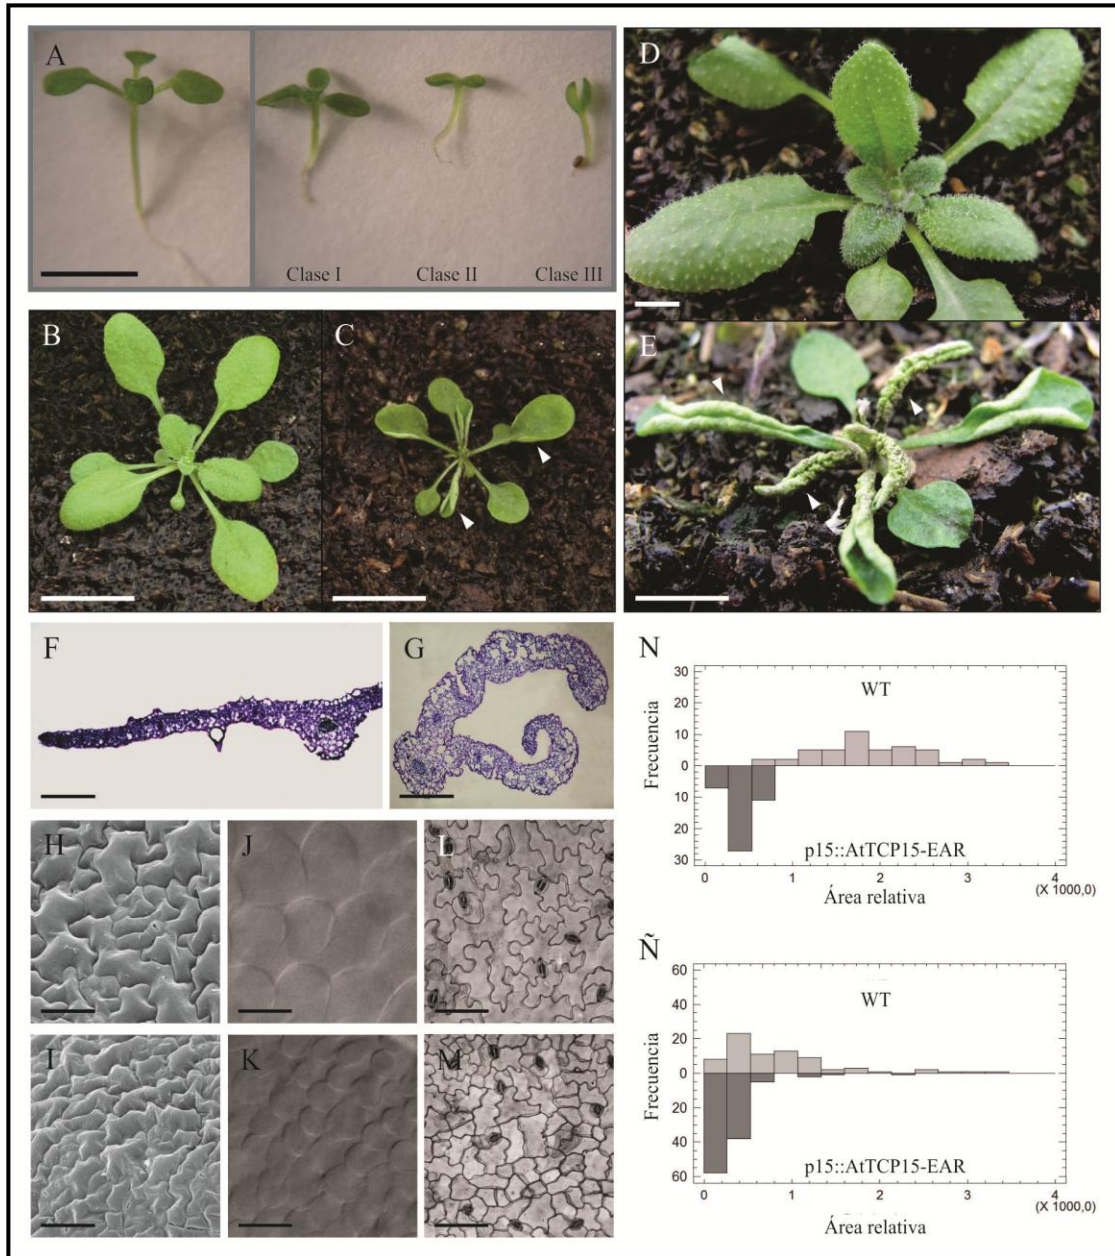 A
Clase I
Clase II
Clase III
D
B
C
E
F
G
H
J
L
I
K
M
N
30
20
10
0
10
20
30
Frecuencia
WT
p15::AtTCP15-EAR
0
1
2
3
4
(X 1000,0)
Área relativa
Ñ
60
40
20
0
20
40
60
Frecuencia
WT
p15::AtTCP15-EAR
0
1
2
3
4
(X 1000,0)
Área relativa